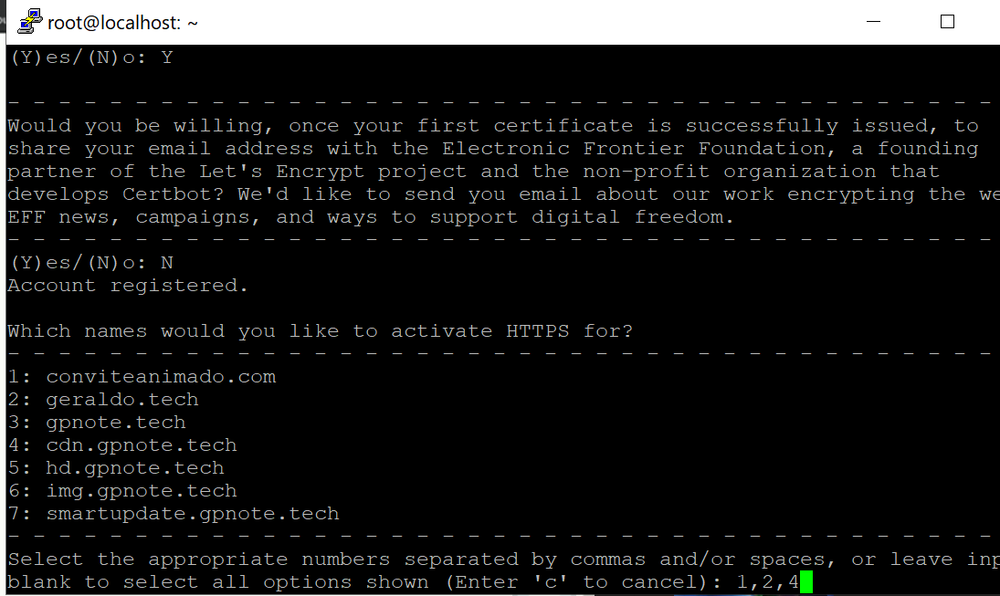 root@localhost: ~
(Y)es/(N)o: Y
- - - - - - - - - - - - - - - - - - - - - - - - - - - - - - - - - - - - - - -
Would you be willing, once your first certificate is successfully issued, to
share your email address with the Electronic Frontier Foundation, a founding
partner of the Let's Encrypt project and the non-profit organization that
develops Certbot? We'd like to send you email about our work encrypting the we
EFF news, campaigns, and ways to support digital freedom.
- - - - - - - - - - - - - - - - - - - - - - - - - - - - - - - - - - - - - - -
(Y)es/(N)o: N
Account registered.
Which names would you like to activate HTTPS for?
- - - - - - - - - - - - - - - - - - - - - - - - - - - - - - - - - - - - - - -
1: conviteanimado.com
2: geraldo.tech
3: gpnote.tech
4: cdn.gpnote.tech
5: hd.gpnote.tech
6: img.gpnote.tech
7: smartupdate.gpnote.tech
- - - - - - - - - - - - - - - - - - - - - - - - - - - - - - - - - - - - - - -
Select the appropriate numbers separated by commas and/or spaces, or leave inp
blank to select all options shown (Enter 'c' to cancel): 1,2,4